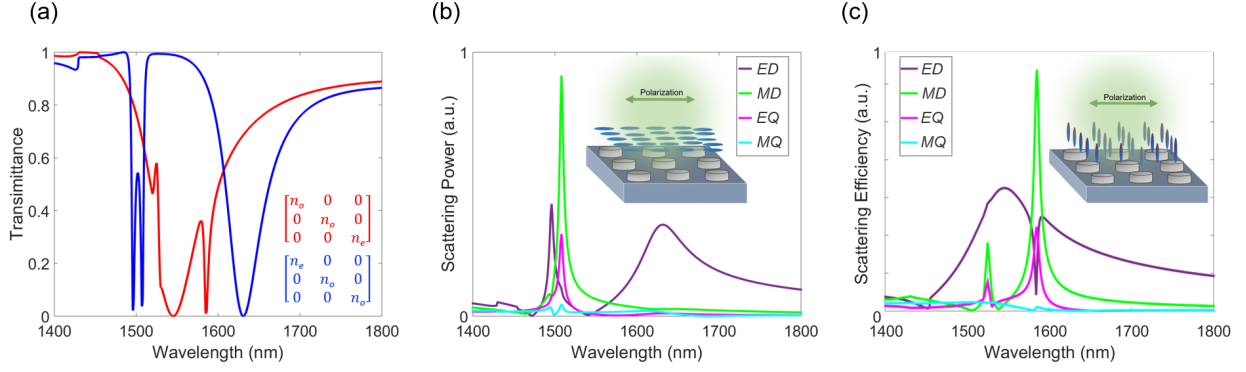 (a)
1
0.8
0.6
0.4
0.2
0
Transimittance
1400 1500 1600 1700 1800
Wavelength (nm)
n_o 0 0
0 n_o 0
0 0 n_e
n_e 0 0
0 n_o 0
0 0 n_o
(b)
1
0
Scattering Power (a.u.)
1400 1500 1600 1700 1800
Wavelength (nm)
Polarization
ED
MD
EQ
MQ
(c)
1
0
Scattering Efficiency (a.u.)
1400 1500 1600 1700 1800
Wavelength (nm)
ED
MD
EQ
MQ
Polarization